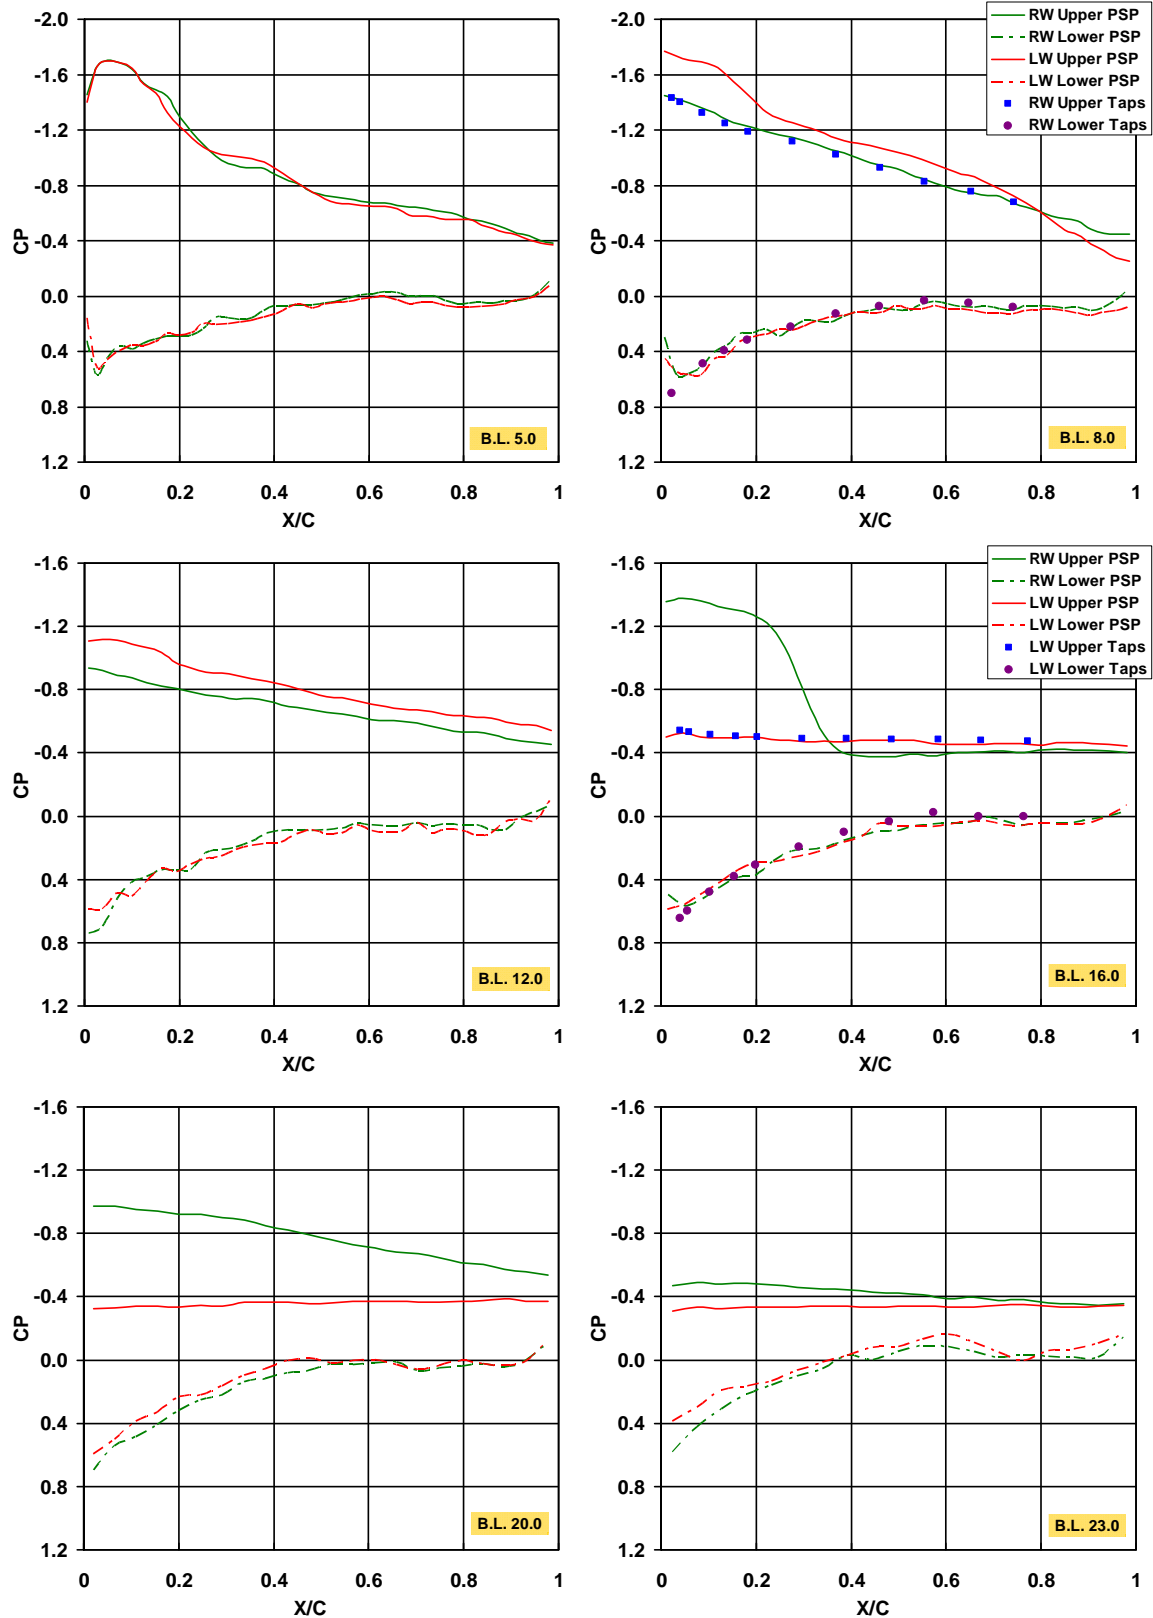 -2.0
-1.6
-1.2
-0.8
-0.4
0.0
0.4
0.8
1.2
CP
0 0.2 0.4 0.6 0.8 1
X/C
B.L. 5.0
-2.0
-1.6
-1.2
-0.8
-0.4
0.0
0.4
0.8
1.2
CP
0 0.2 0.4 0.6 0.8 1
X/C
B.L. 8.0
RW Upper PSP
RW Lower PSP
LW Upper PSP
LW Lower PSP
RW Upper Taps
RW Lower Taps
-1.6
-1.2
-0.8
-0.4
0.0
0.4
0.8
1.2
CP
0 0.2 0.4 0.6 0.8 1
X/C
B.L. 12.0
-1.6
-1.2
-0.8
-0.4
0.0
0.4
0.8
1.2
CP
0 0.2 0.4 0.6 0.8 1
X/C
B.L. 16.0
RW Upper PSP
RW Lower PSP
LW Upper PSP
LW Lower PSP
LW Upper Taps
LW Lower Taps
-1.6
-1.2
-0.8
-0.4
0.0
0.4
0.8
1.2
CP
0 0.2 0.4 0.6 0.8 1
X/C
B.L. 20.0
-1.6
-1.2
-0.8
-0.4
0.0
0.4
0.8
1.2
CP
0 0.2 0.4 0.6 0.8 1
X/C
B.L. 23.0